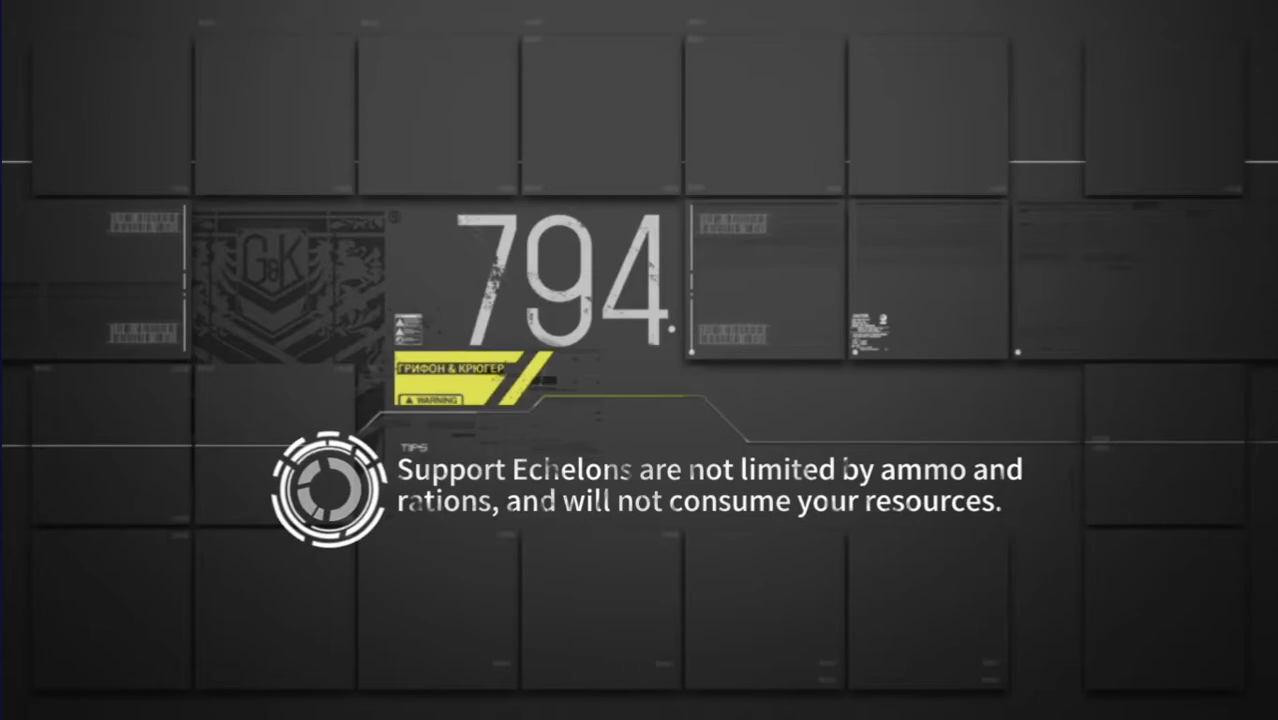 G&K
794.
ГРИФОН & КРЮГЕР
WARNING
TIPS
Support Echelons are not limited by ammo and
rations, and will not consume your resources.